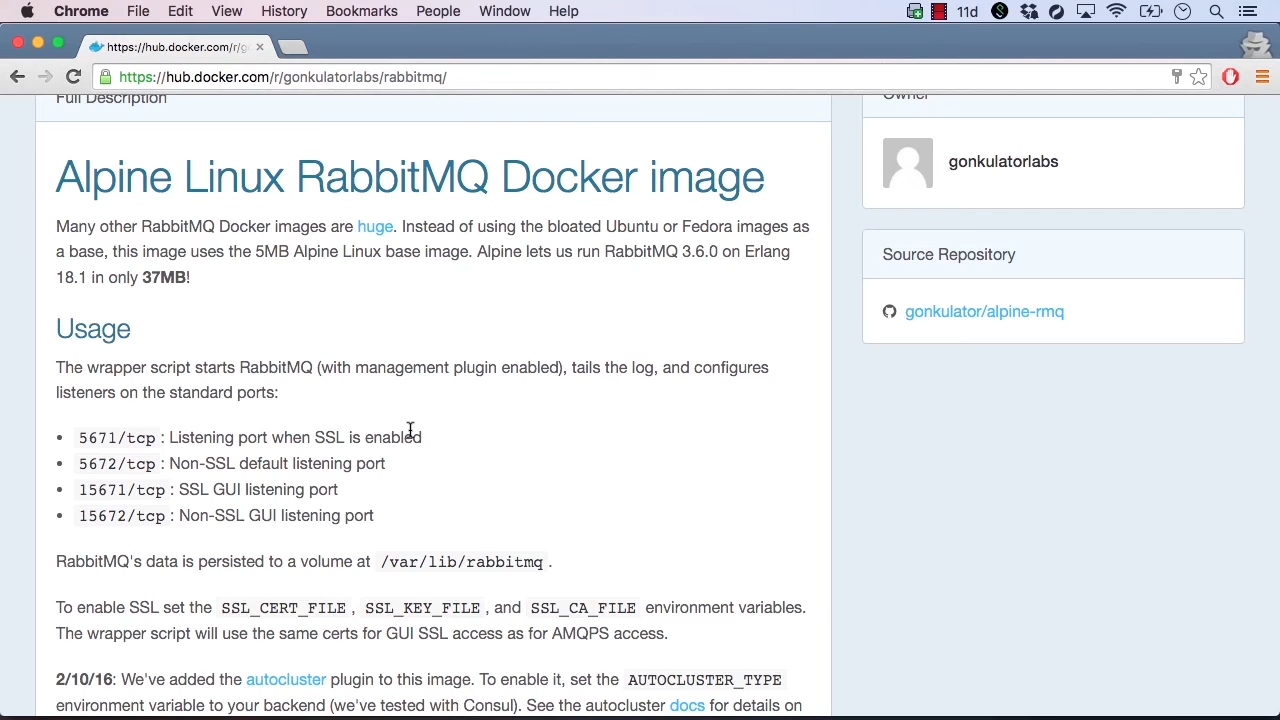 Chrome File Edit View History Bookmarks People Window Help 11d
https://hub.docker.com/r/g
https://hub.docker.com/r/gonkulatorlabs/rabbitmq/
Full Description
Owner
Alpine Linux RabbitMQ Docker image
gonkulatorlabs
Many other RabbitMQ Docker images are huge. Instead of using the bloated Ubuntu or Fedora images as
a base, this image uses the 5MB Alpine Linux base image. Alpine lets us run RabbitMQ 3.6.0 on Erlang
18.1 in only 37MB!
Source Repository
gonkulator/alpine-rmq
Usage
The wrapper script starts RabbitMQ (with management plugin enabled), tails the log, and configures
listeners on the standard ports:
• 5671/tcp : Listening port when SSL is enabled
• 5672/tcp : Non-SSL default listening port
• 15671/tcp : SSL GUI listening port
• 15672/tcp : Non-SSL GUI listening port
RabbitMQ's data is persisted to a volume at /var/lib/rabbitmq .
To enable SSL set the SSL_CERT_FILE , SSL_KEY_FILE , and SSL_CA_FILE environment variables.
The wrapper script will use the same certs for GUI SSL access as for AMQPS access.
2/10/16: We've added the autocluster plugin to this image. To enable it, set the AUTOCLUSTER_TYPE
environment variable to your backend (we've tested with Consul). See the autocluster docs for details on